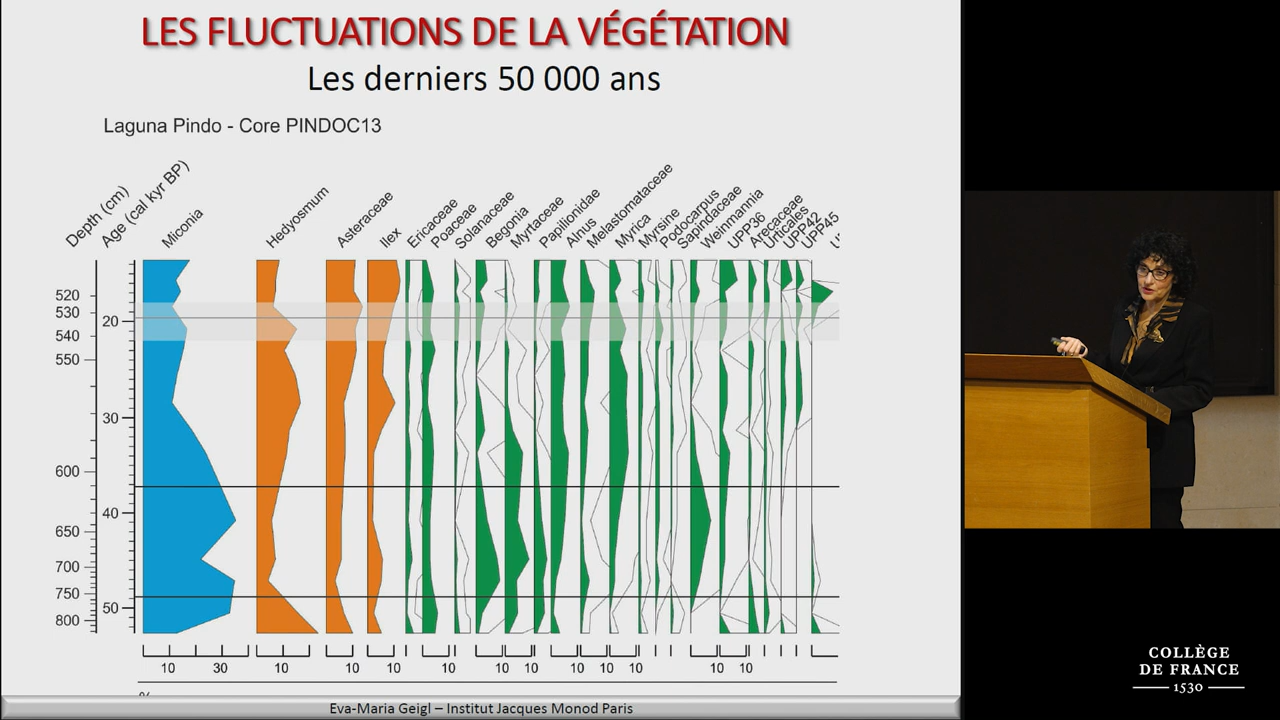 LES FLUCTUATIONS DE LA VÉGÉTATION
Les derniers 50 000 ans
Laguna Pindo - Core PINDOC13
Depth (cm)
Age (cal kyr BP)
Miconia
Hedyosmum
Asteraceae
Ilex
Ericaceae
Poaceae
Solanaceae
Begonia
Myrtaceae
Papilionidae
Alnus
Melastomataceae
Myrica
Myrsine
Podocarpus
Sapindaceae
Weinmannia
UPP36
Arecaceae
Urticales
UPP42
UPP45
520
530
540
550
600
650
700
750
800
20
30
40
50
10 30 10 10 10 10 10 10 10 10 10 10 10
Eva-Maria Geigl – Institut Jacques Monod Paris
COLLÈGE
DE FRANCE
1530